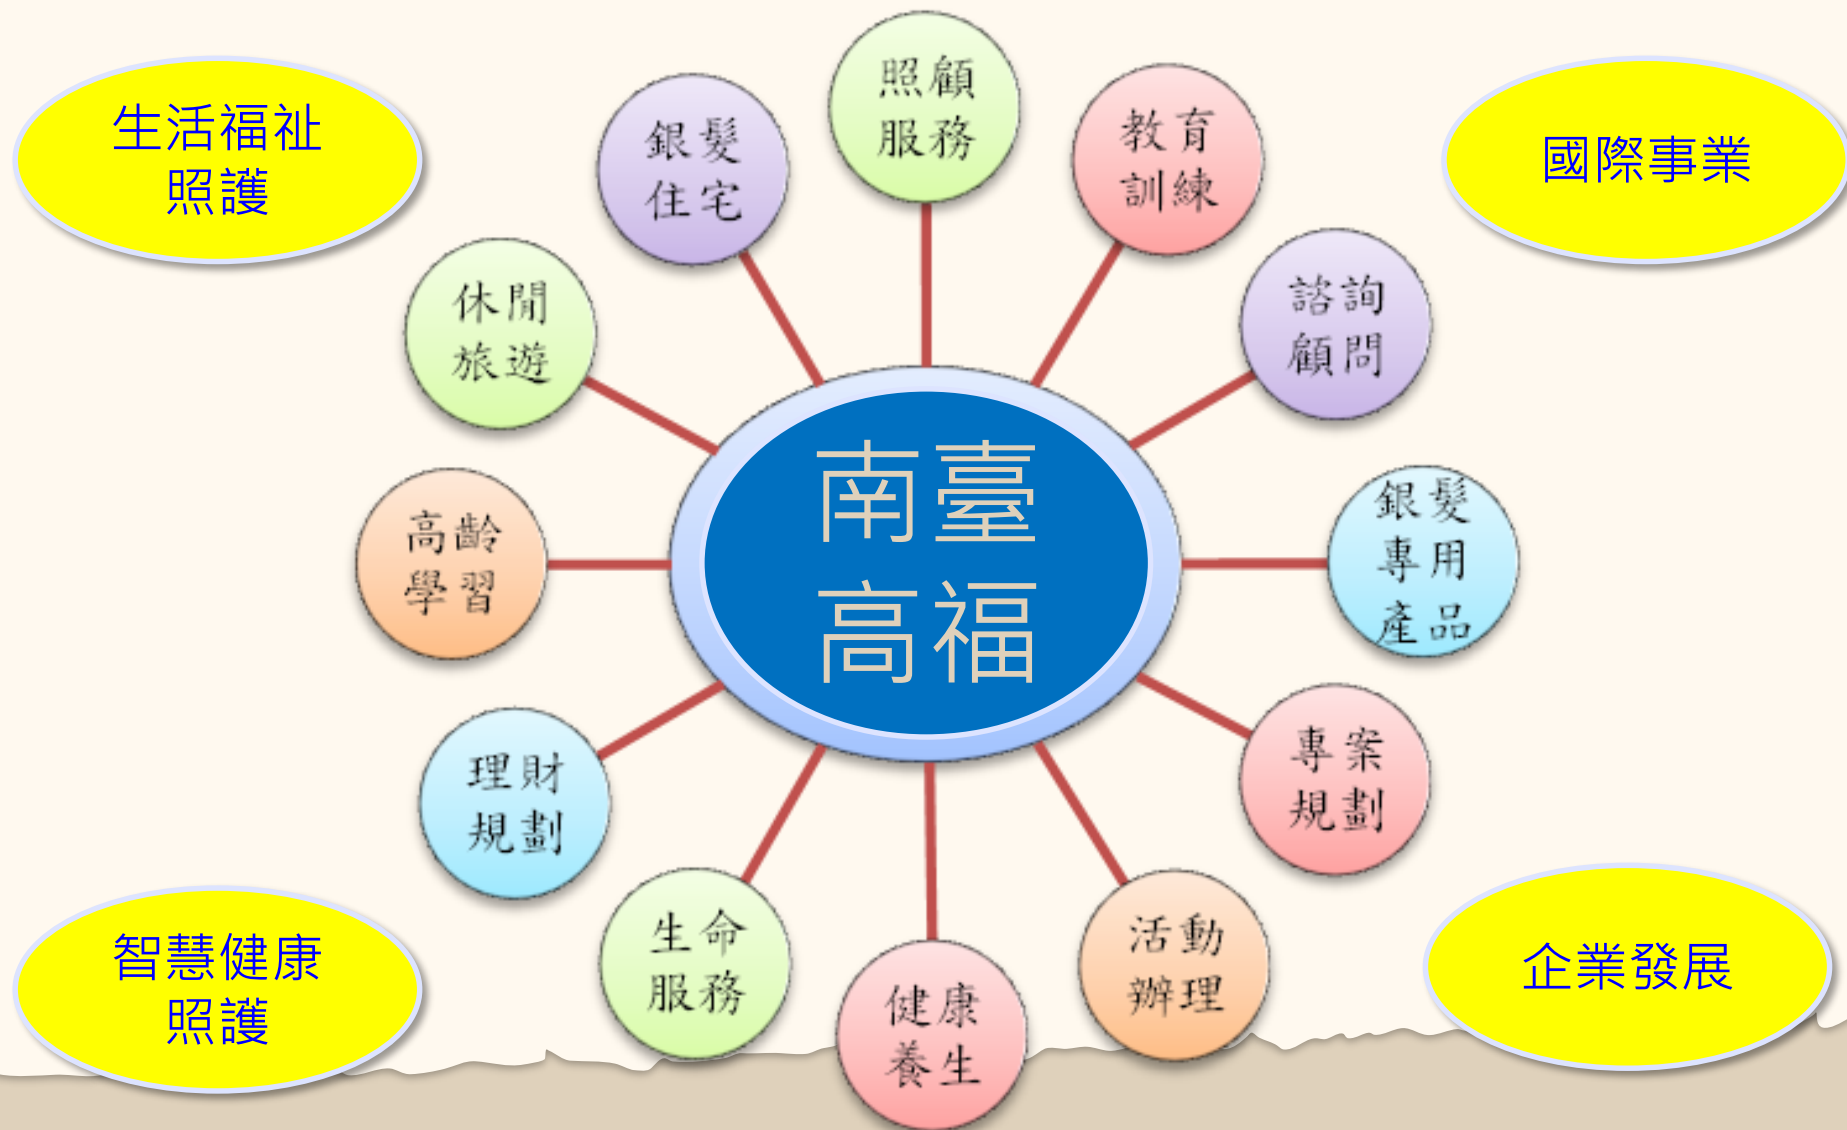 生活福祉
照護
銀髮
住宅
照顧
服務
教育
訓練
國際事業
休閒
旅遊
諮詢
顧問
南臺
高福
高齡
學習
銀髮
專用
產品
理財
規劃
專案
規劃
生命
服務
健康
養生
活動
辦理
智慧健康
照護
企業發展